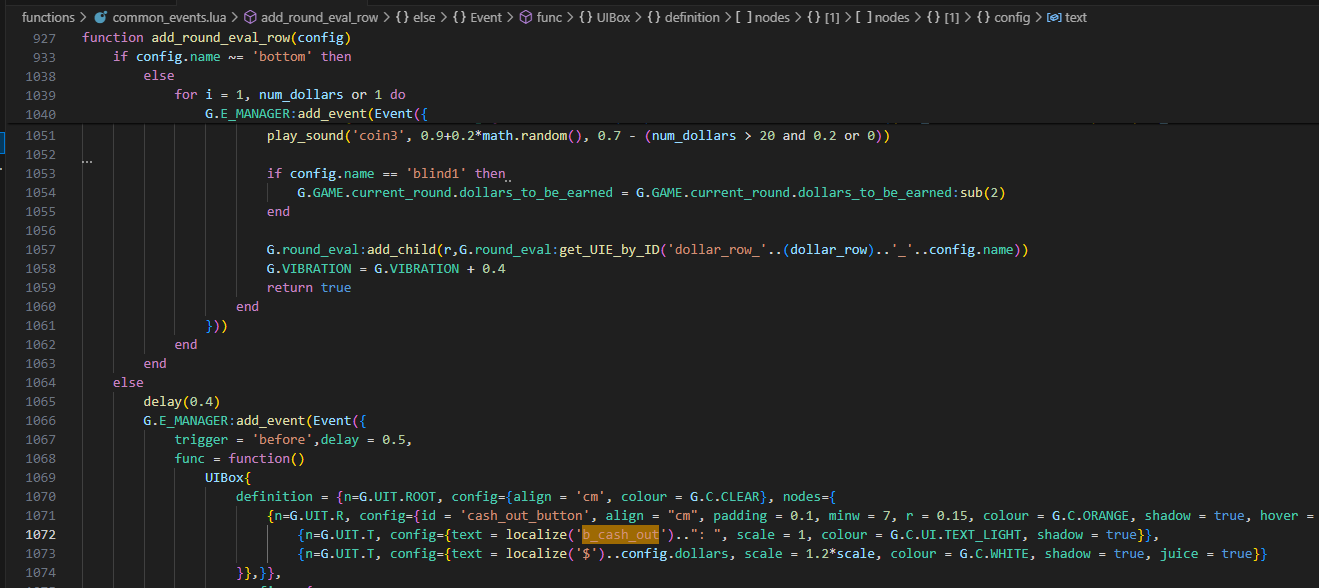 functions > common_events.lua > add_round_eval_row > {} else > {} Event > func > {} UIBox > {} definition > [ ] nodes > {} [1] > [ ] nodes > {} [1] > {} config > text
927 function add_round_eval_row(config)
933 if config.name ~= 'bottom' then
1038 else
1039 for i = 1, num_dollars or 1 do
1040 G.E_MANAGER:add_event(Event({
1051 play_sound('coin3', 0.9+0.2*math.random(), 0.7 - (num_dollars > 20 and 0.2 or 0))
1052
1053 if config.name == 'blind1' then
1054 G.GAME.current_round.dollars_to_be_earned = G.GAME.current_round.dollars_to_be_earned:sub(2)
1055 end
1056
1057 G.round_eval:add_child(r,G.round_eval:get_UIE_by_ID('dollar_row_'..(dollar_row)..'_'..config.name))
1058 G.VIBRATION = G.VIBRATION + 0.4
1059 return true
1060 end
1061 }))
1062 end
1063 end
1064 else
1065 delay(0.4)
1066 G.E_MANAGER:add_event(Event({
1067 trigger = 'before',delay = 0.5,
1068 func = function()
1069 UIBox{
1070 definition = {n=G.UIT.ROOT, config={align = 'cm', colour = G.C.CLEAR}, nodes={
1071 {n=G.UIT.R, config={id = 'cash_out_button', align = "cm", padding = 0.1, minw = 7, r = 0.15, colour = G.C.ORANGE, shadow = true, hover =
1072 {n=G.UIT.T, config={text = localize('b_cash_out')..": ", scale = 1, colour = G.C.UI.TEXT_LIGHT, shadow = true}},
1073 {n=G.UIT.T, config={text = localize('$')..config.dollars, scale = 1.2*scale, colour = G.C.WHITE, shadow = true, juice = true}}
1074 }},}},